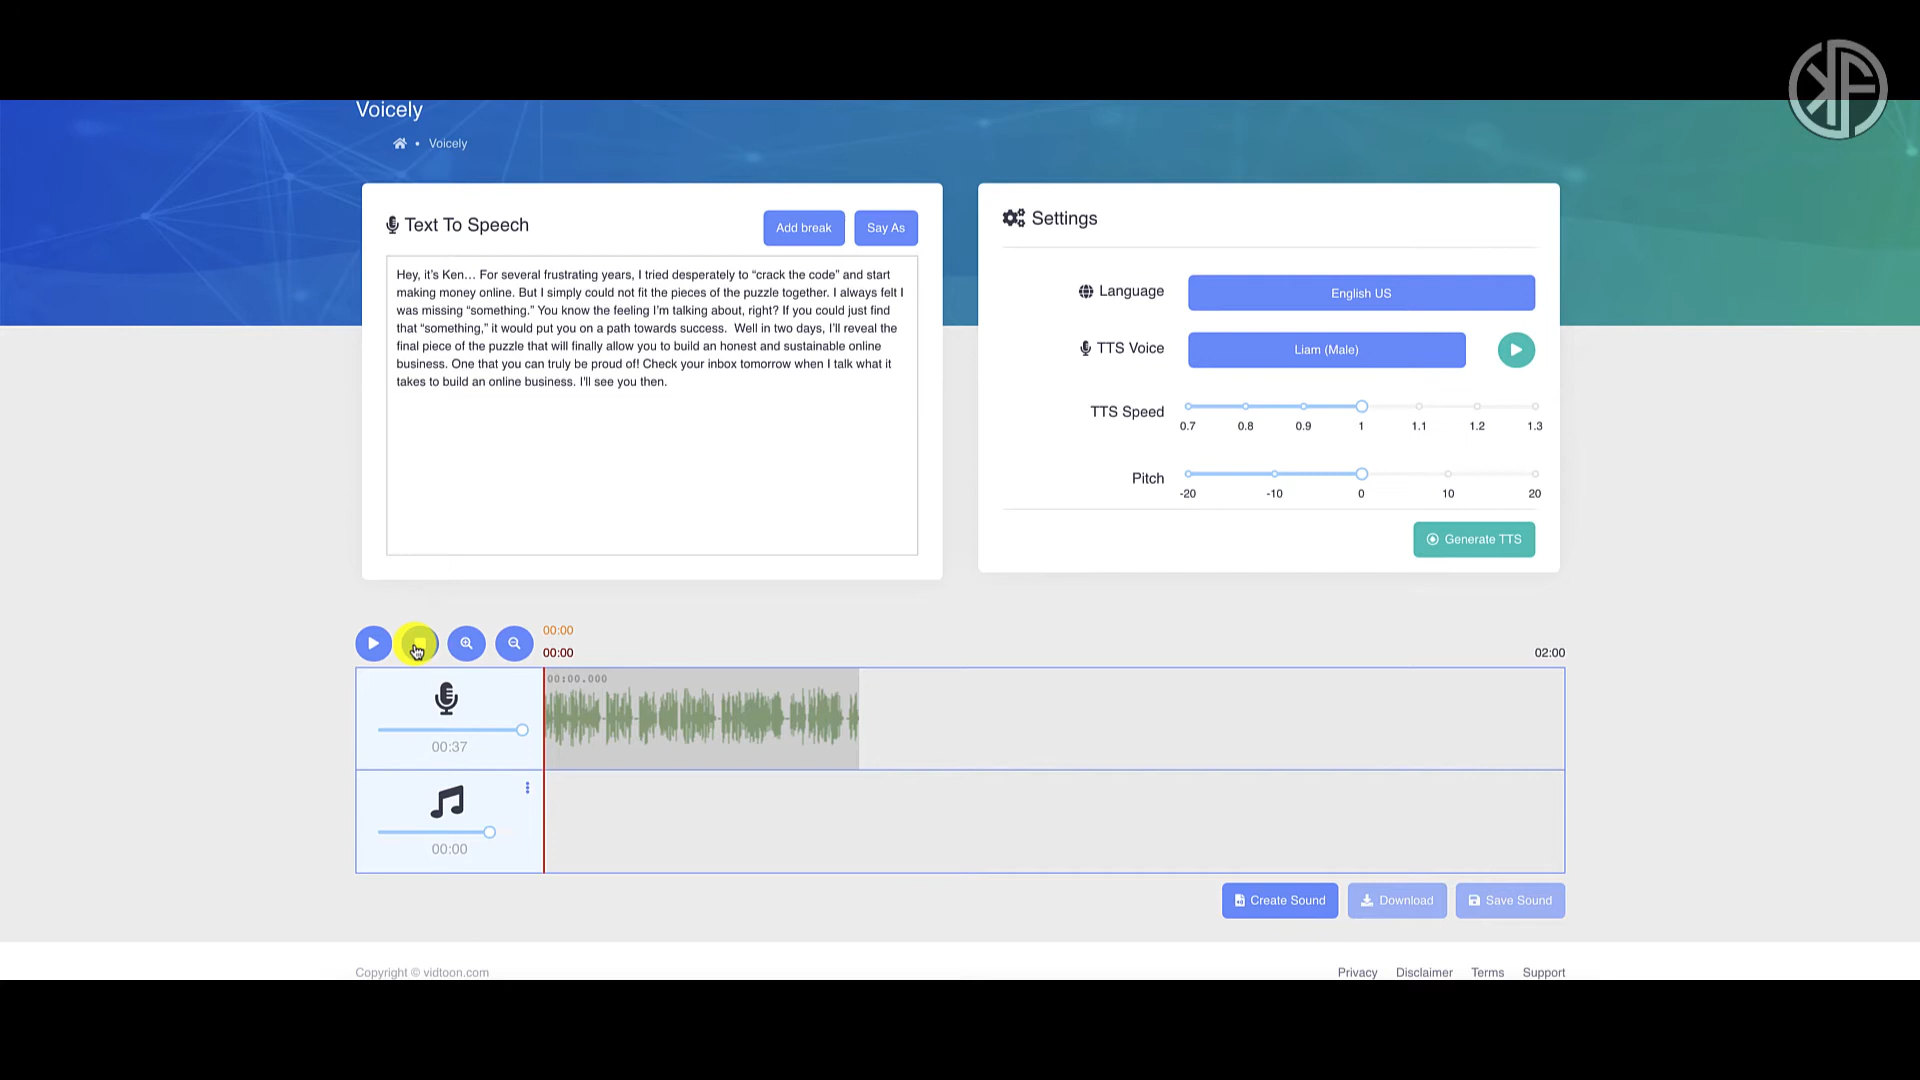 Voicely
Voicely
Text To Speech
Add break
Say As
Hey, it's Ken… For several frustrating years, I tried desperately to “crack the code” and start
making money online. But I simply could not fit the pieces of the puzzle together. I always felt I
was missing “something.” You know the feeling I'm talking about, right? If you could just find
that “something,” it would put you on a path towards success.  Well in two days, I'll reveal the
final piece of the puzzle that will finally allow you to build an honest and sustainable online
business. One that you can truly be proud of! Check your inbox tomorrow when I talk what it
takes to build an online business. I'll see you then.
Settings
Language
English US
TTS Voice
Liam (Male)
TTS Speed
0.7 0.8 0.9 1 1.1 1.2 1.3
Pitch
-20 -10 0 10 20
Generate TTS
00:00
00:00
02:00
00:00.000
00:37
00:00
Create Sound
Download
Save Sound
Copyright © vidtoon.com
Privacy Disclaimer Terms Support
KF